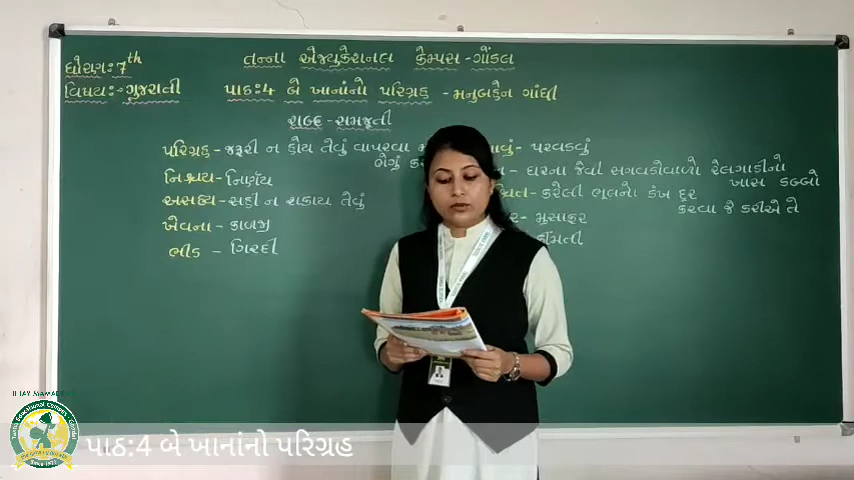 ધોરણઃ 7th
તન્ના એજ્યુકેશનલ કેમ્પસ - ગોંડલ
વિષયઃ - ગુજરાતી
પાઠઃ 4 બે ખાનાંનો પરિગ્રહ - મનુબહેન ગાંધી
શબ્દ - સમજૂતી
પરિગ્રહ - જરૂરી ન હોય તેવું વાપરવા
ભેગું
નિશ્ચય - નિર્ણય
અસહ્ય - સહી ન શકાય તેવું
ખેવના - કાળજી
ભીડ - ગિરદી
- પરવડવું
- ઘરના જેવી સગવડોવાળો રેલગાડીનો
ખાસ ડબ્બો
- કરેલી ભૂલનો ડંખ દૂર
કરવા જે કરીએ તે
- મુસાફર
કીંમતી
પાઠ:4 બે ખાનાંનો પરિગ્રહ